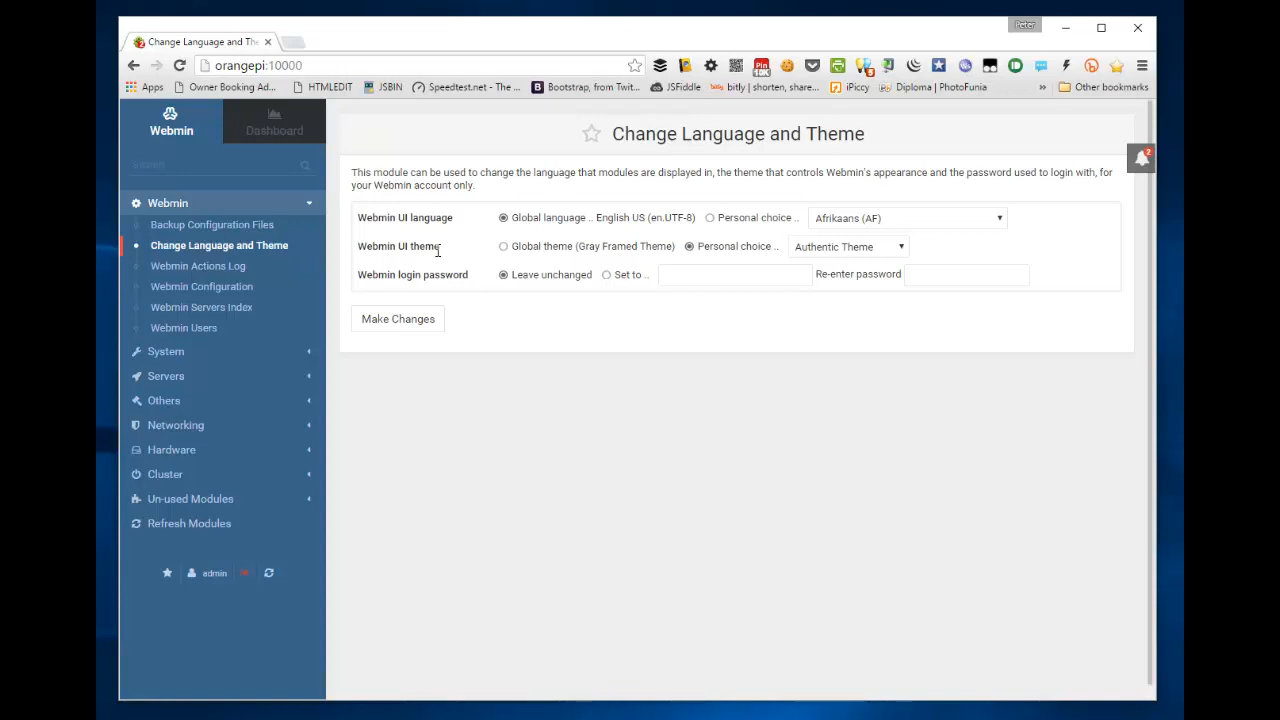 Peter
Change Language and Th
orangepi:10000
Apps Owner Booking Ad... HTMLEDIT JSBIN Speedtest.net - The ... Bootstrap, from Twit... JSFiddle bitly | shorten, share... iPiccy Diploma | PhotoFunia » Other bookmarks
Webmin
Dashboard
Search
Webmin
Backup Configuration Files
Change Language and Theme
Webmin Actions Log
Webmin Configuration
Webmin Servers Index
Webmin Users
System
Servers
Others
Networking
Hardware
Cluster
Un-used Modules
Refresh Modules
admin
Change Language and Theme
2
This module can be used to change the language that modules are displayed in, the theme that controls Webmin's appearance and the password used to login with, for
your Webmin account only.
Webmin UI language Global language .. English US (en.UTF-8) Personal choice .. Afrikaans (AF)
Webmin UI theme Global theme (Gray Framed Theme) Personal choice .. Authentic Theme
Webmin login password Leave unchanged Set to .. Re-enter password
Make Changes